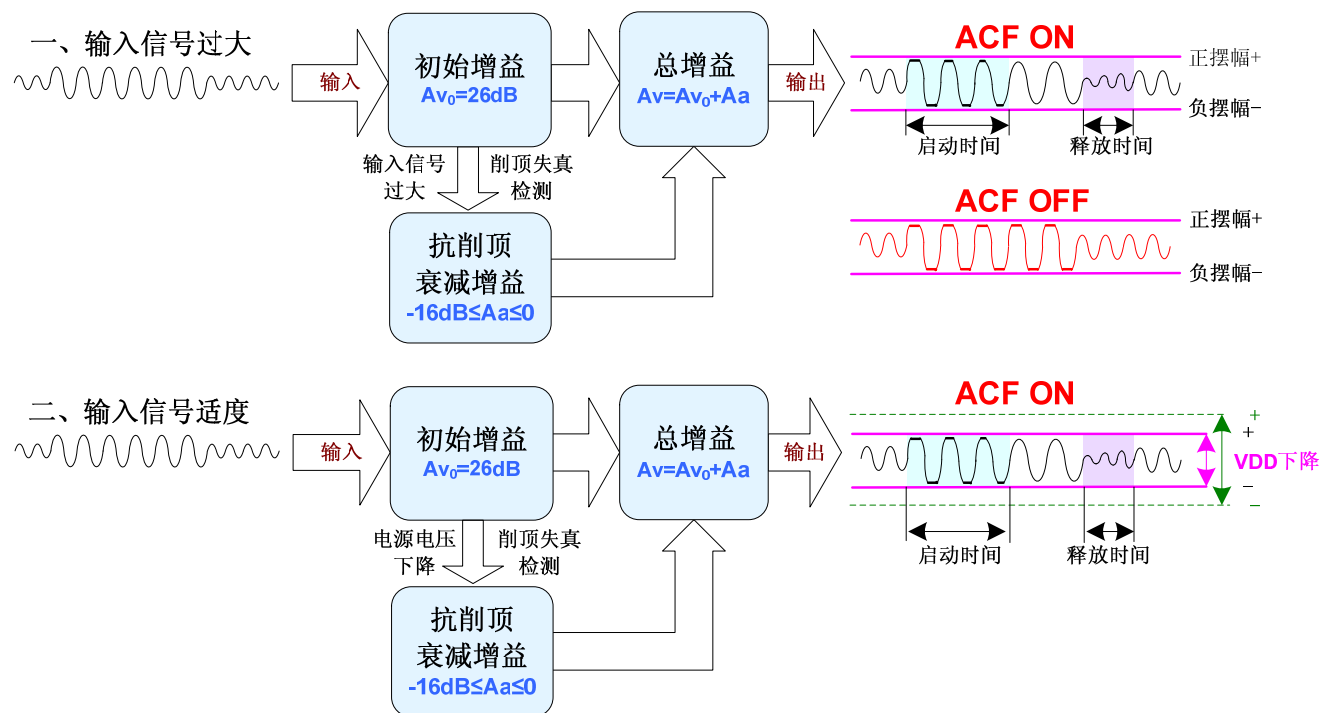 一、输入信号过大
输入
初始增益
Av₀=26dB
总增益
Av=Av₀+Aa
输出
ACF ON
正摆幅+
负摆幅-
启动时间
释放时间
输入信号
过大
削顶失真
检测
抗削顶
衰减增益
-16dB≤Aa≤0
ACF OFF
正摆幅+
负摆幅-
二、输入信号适度
输入
初始增益
Av₀=26dB
总增益
Av=Av₀+Aa
输出
ACF ON
+
+
VDD下降
-
-
启动时间
释放时间
电源电压
下降
削顶失真
检测
抗削顶
衰减增益
-16dB≤Aa≤0